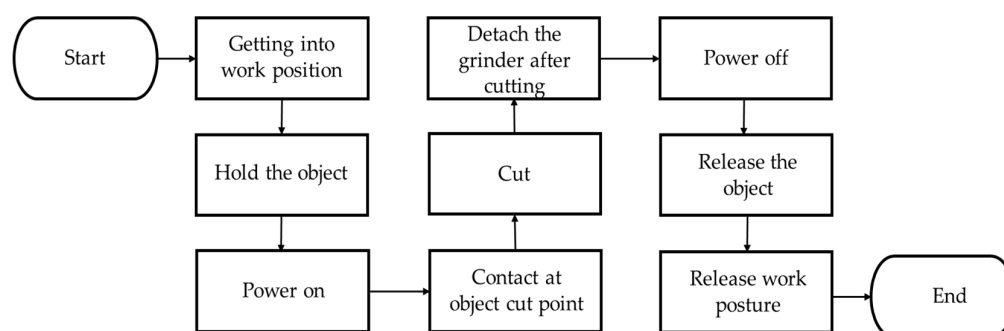 Start
Getting into
work position
Hold the object
Power on
Contact at
object cut point
Cut
Detach the
grinder after
cutting
Power off
Release the
object
Release work
posture
End